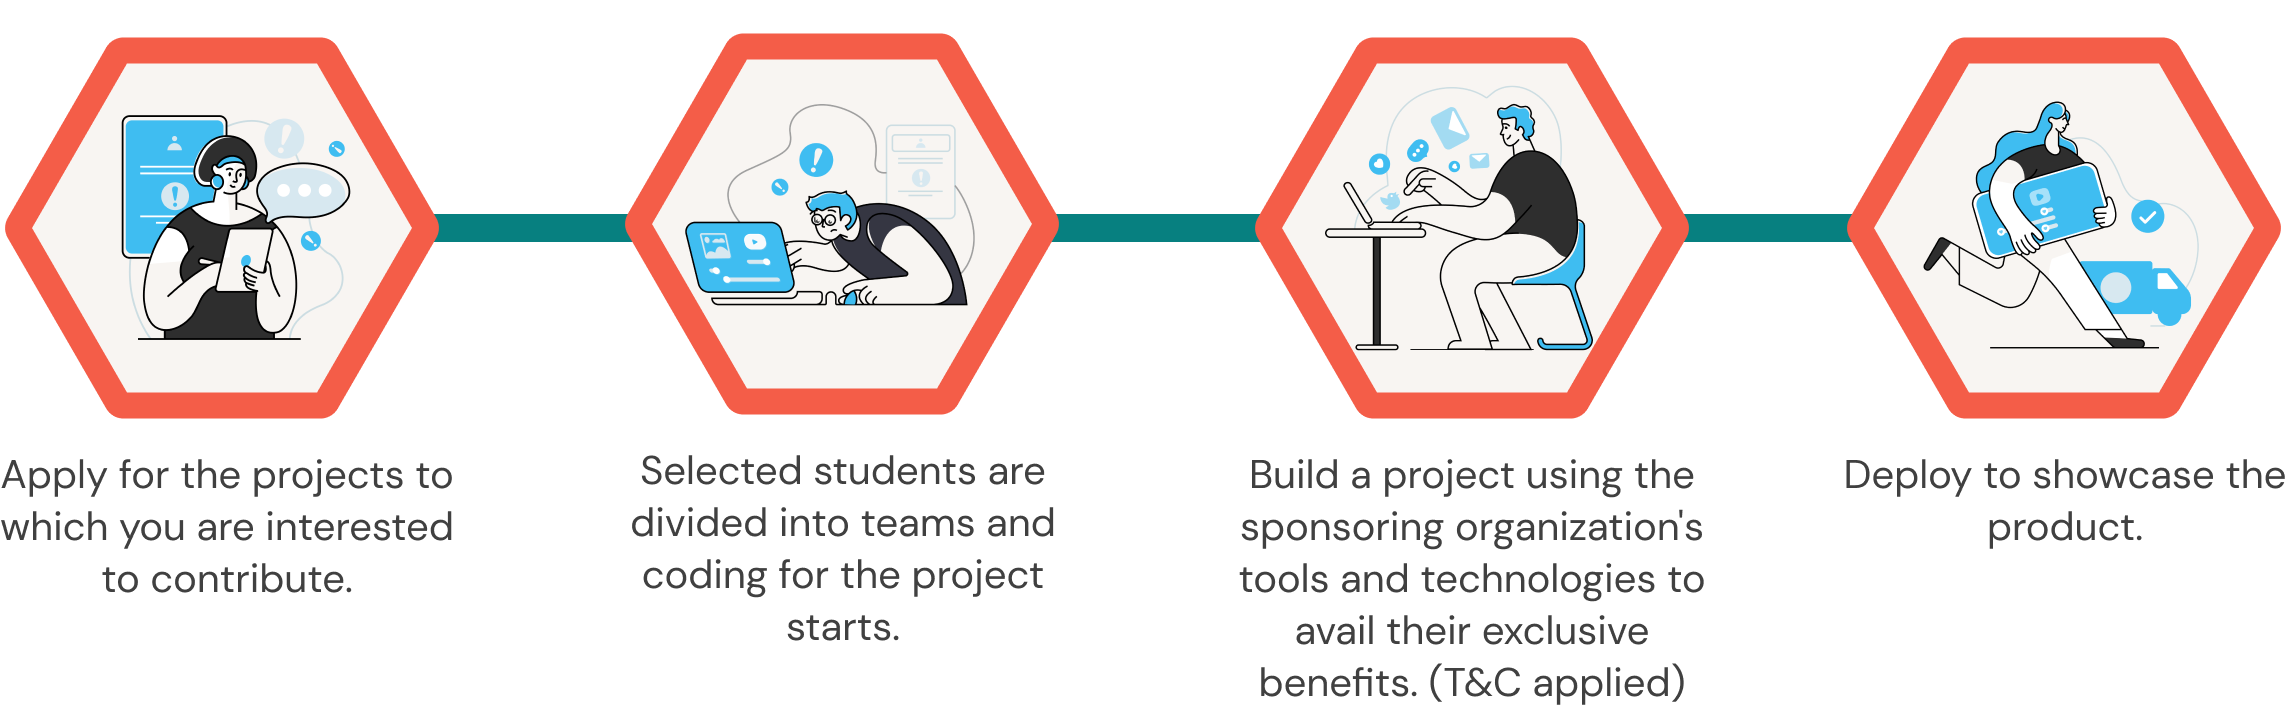 Apply for the projects to
which you are interested
to contribute.
Selected students are
divided into teams and
coding for the project
starts.
Build a project using the
sponsoring organization's
tools and technologies to
avail their exclusive
benefits. (T&C applied)
Deploy to showcase the
product.